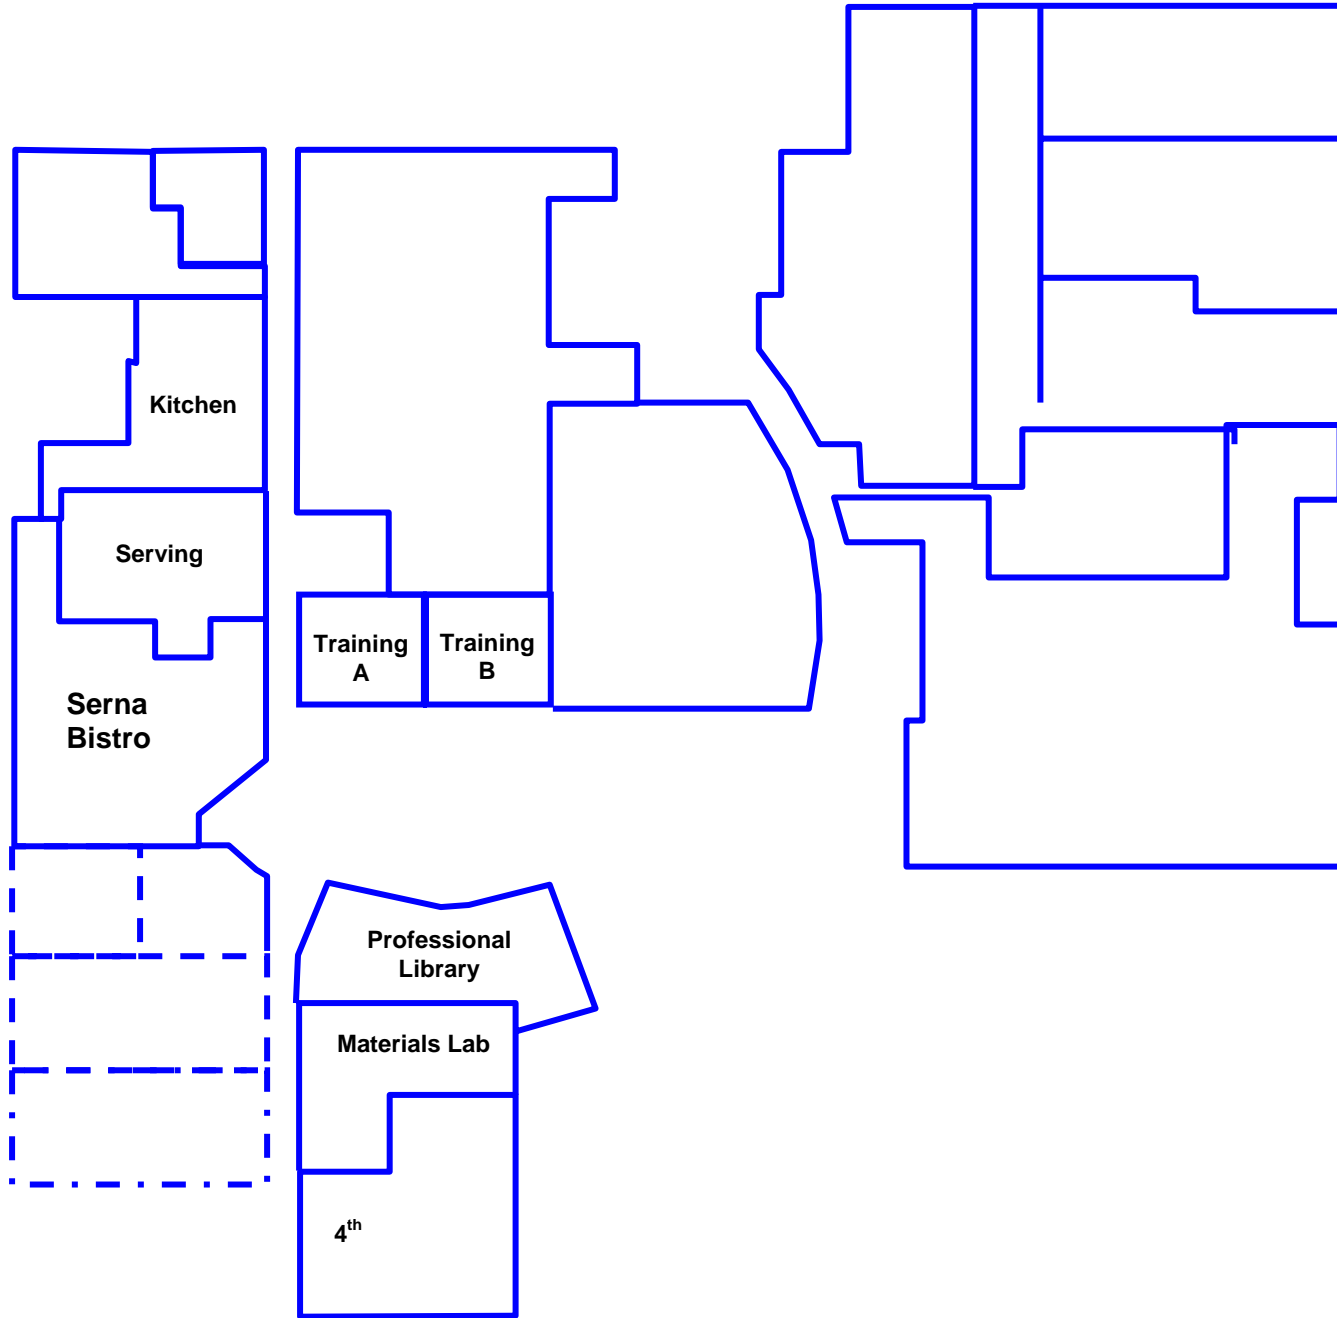 Kitchen
Serving
Training
A
Training
B
Serna
Bistro
Professional
Library
Materials Lab
4th